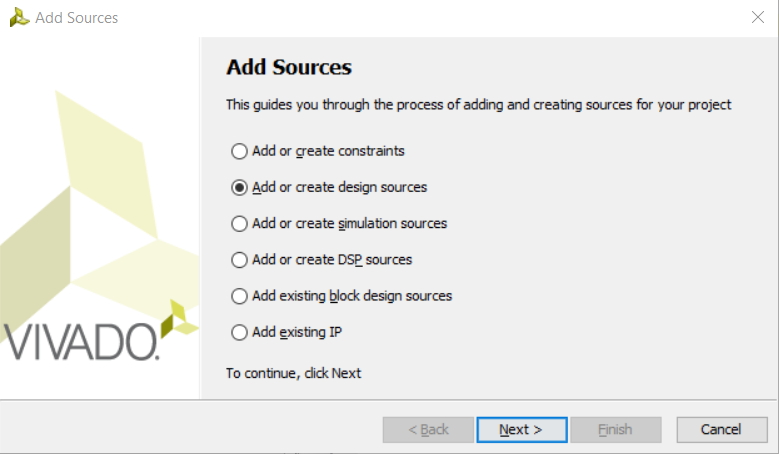 Add Sources
Add Sources
This guides you through the process of adding and creating sources for your project
Add or create constraints
Add or create design sources
Add or create simulation sources
Add or create DSP sources
Add existing block design sources
Add existing IP
VIVADO.
To continue, click Next
< Back
Next >
Finish
Cancel